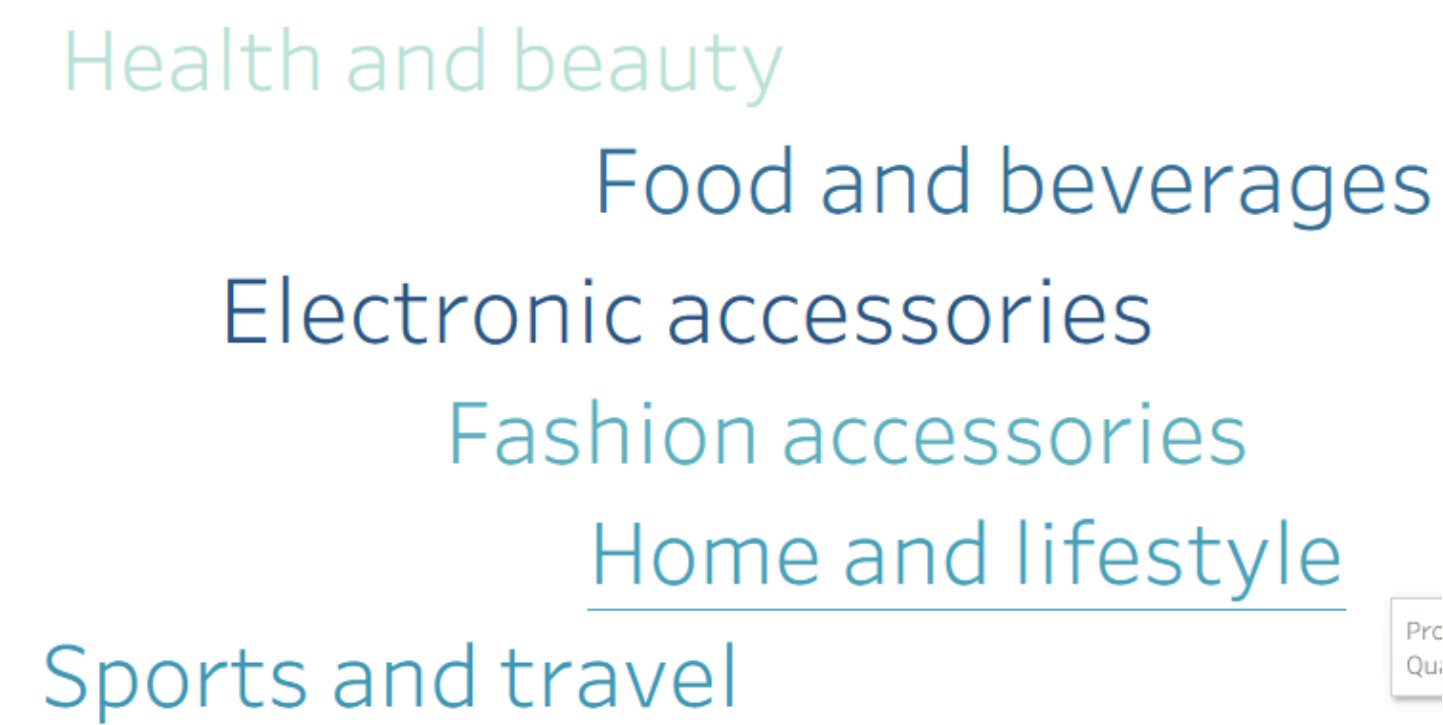 Health and beauty
Food and beverages
Electronic accessories
Fashion accessories
Home and lifestyle
Sports and travel